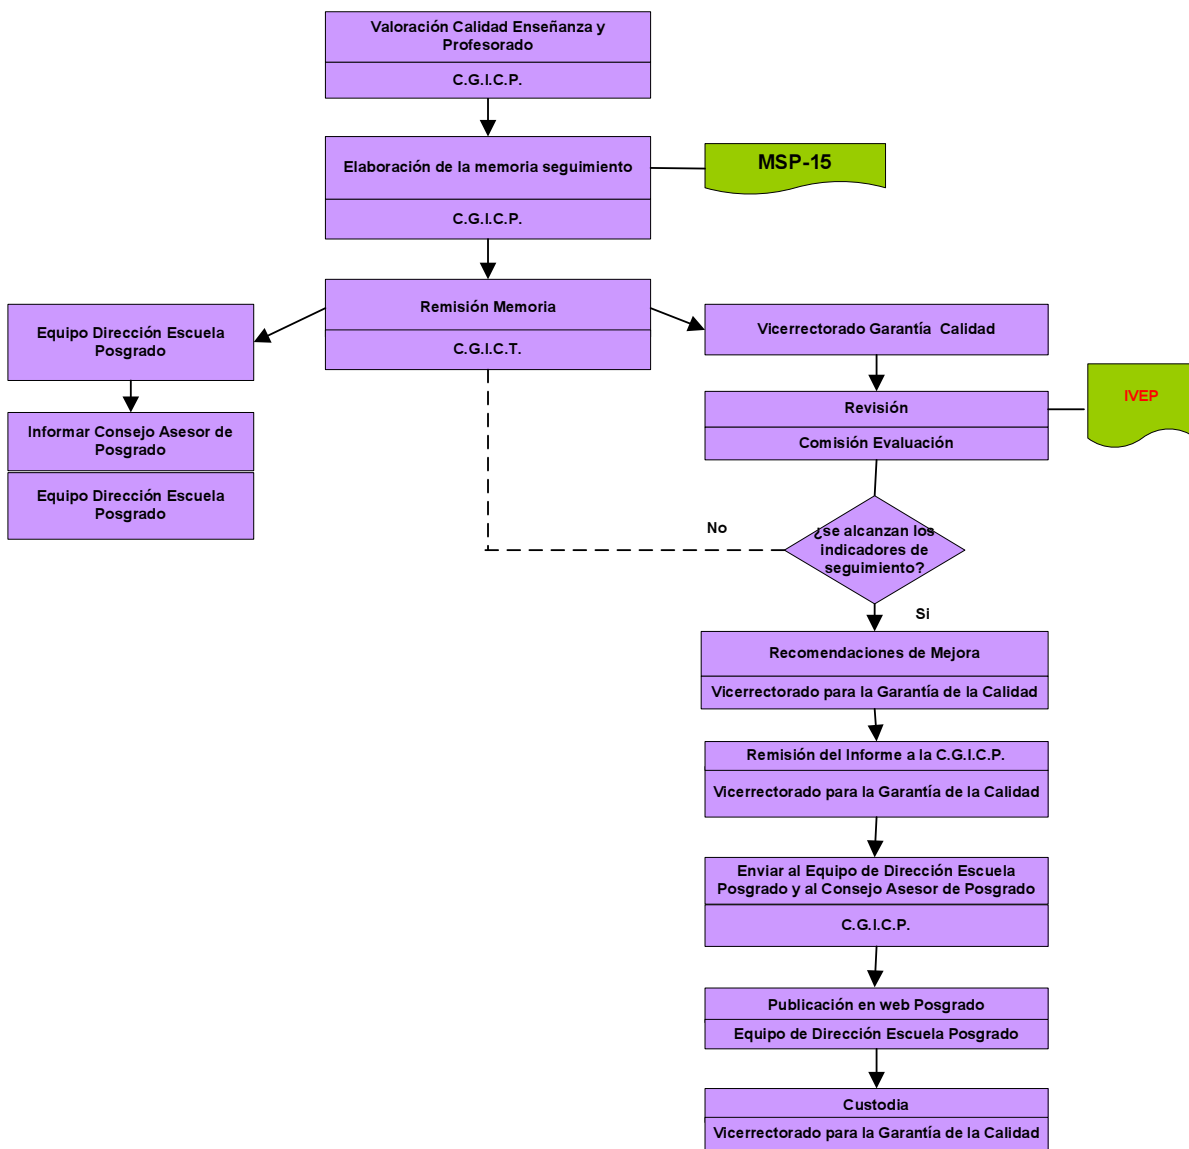 Valoración Calidad Enseñanza y
Profesorado
C.G.I.C.P.
Elaboración de la memoria seguimiento
C.G.I.C.P.
MSP-15
Remisión Memoria
C.G.I.C.T.
Equipo Dirección Escuela
Posgrado
Informar Consejo Asesor de
Posgrado
Equipo Dirección Escuela
Posgrado
Vicerrectorado Garantía Calidad
Revisión
Comisión Evaluación
IVEP
¿se alcanzan los
indicadores de
seguimiento?
No
Si
Recomendaciones de Mejora
Vicerrectorado para la Garantía de la Calidad
Remisión del Informe a la C.G.I.C.P.
Vicerrectorado para la Garantía de la Calidad
Enviar al Equipo de Dirección Escuela
Posgrado y al Consejo Asesor de Posgrado
C.G.I.C.P.
Publicación en web Posgrado
Equipo de Dirección Escuela Posgrado
Custodia
Vicerrectorado para la Garantía de la Calidad